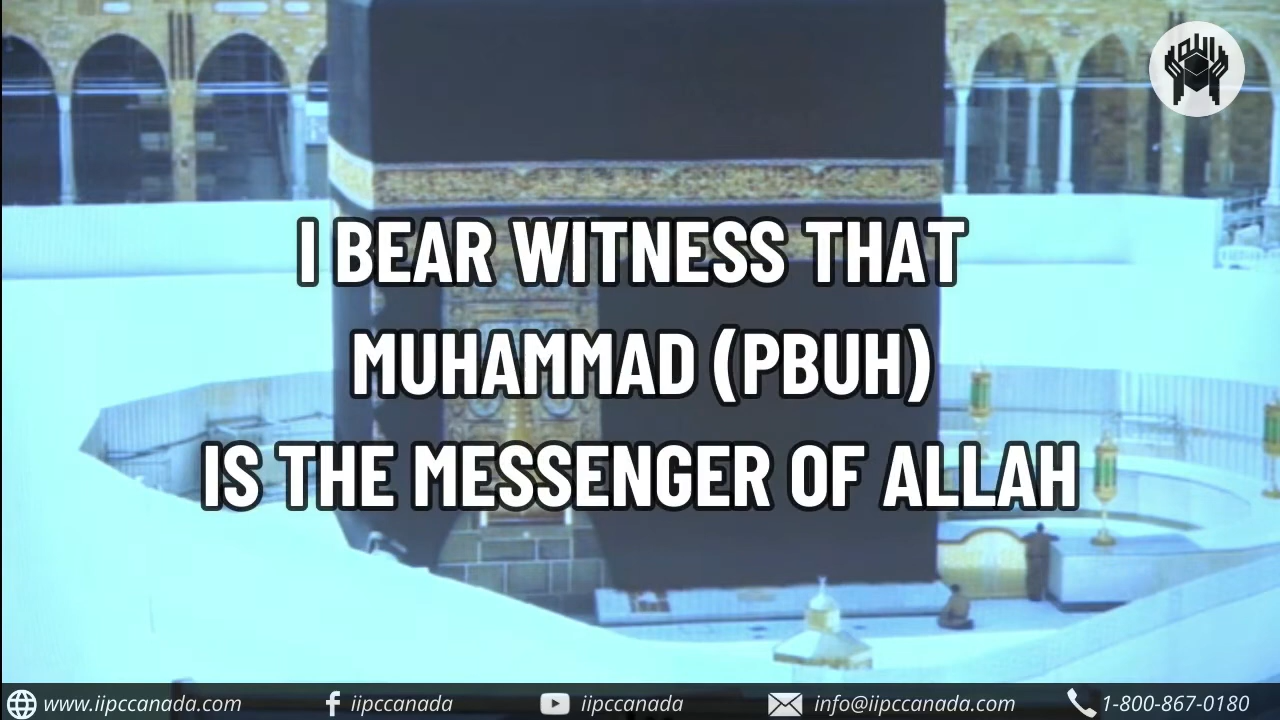 I BEAR WITNESS THAT
MUHAMMAD (PBUH)
IS THE MESSENGER OF ALLAH
www.iipccanada.com
iipccanada
iipccanada
info@iipccanada.com
1-800-867-0180